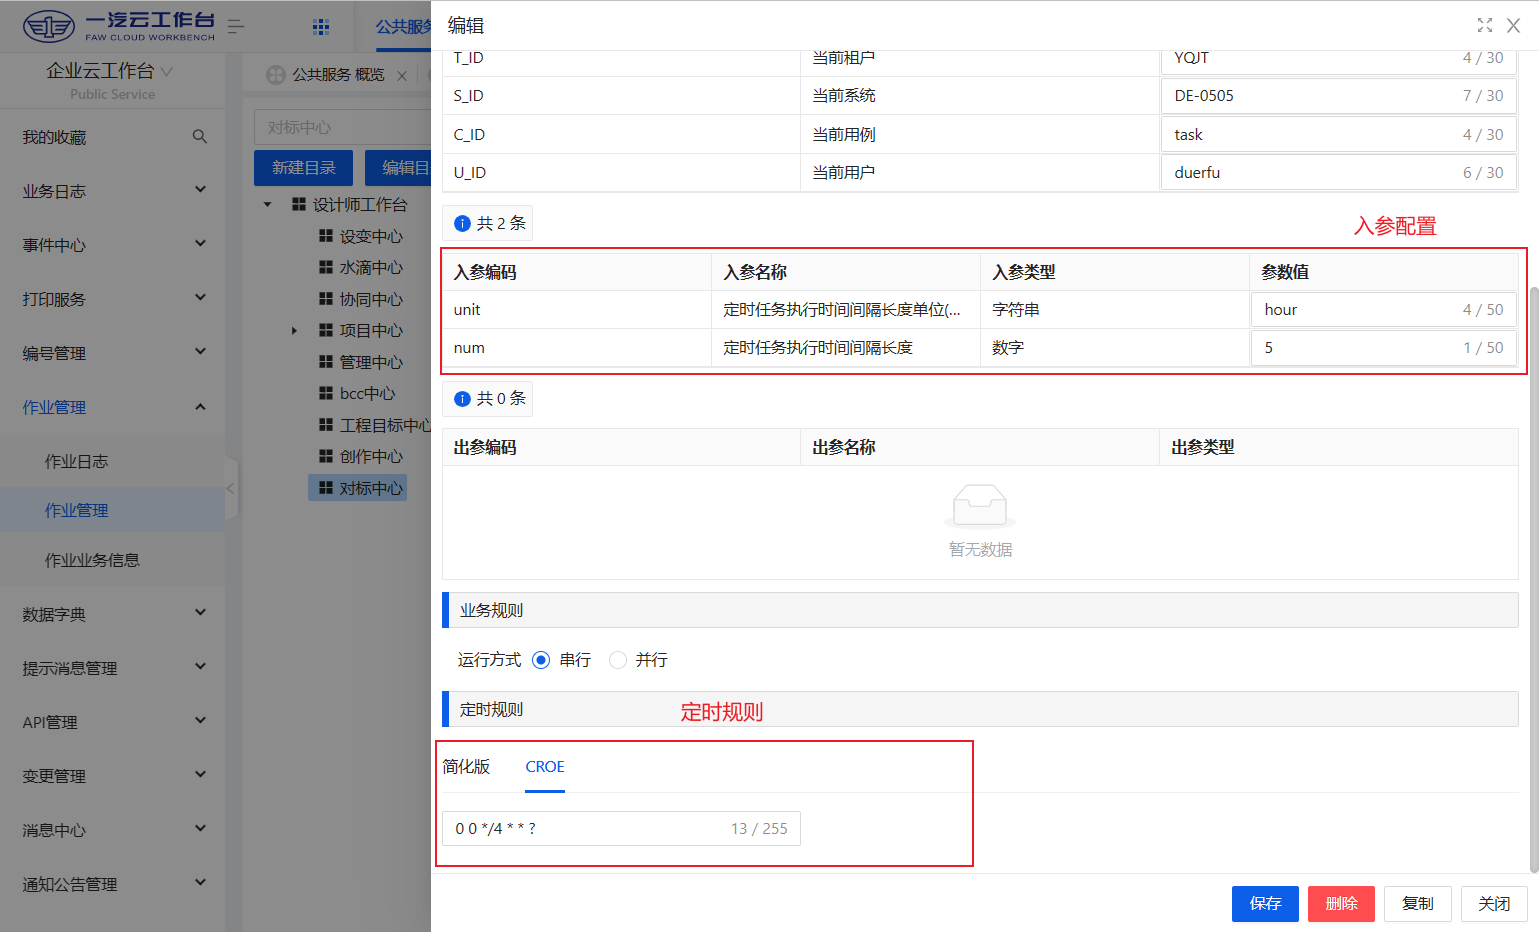 一汽云工作台
FAW CLOUD WORKBENCH
公共服务
企业云工作台
Public Service
我的收藏
业务日志
事件中心
打印服务
编号管理
作业管理
作业日志
作业管理
作业业务信息
数据字典
提示消息管理
API管理
变更管理
消息中心
通知公告管理
公共服务 概览
对标中心
新建目录
编辑目
设计师工作台
设变中心
水滴中心
协同中心
项目中心
管理中心
bcc中心
工程目标中心
创作中心
对标中心
编辑
T_ID 当前租户 YQJT 4 / 30
S_ID 当前系统 DE-0505 7 / 30
C_ID 当前用例 task 4 / 30
U_ID 当前用户 duerfu 6 / 30
共 2 条
入参配置
入参编码 入参名称 入参类型 参数值
unit 定时任务执行时间间隔长度单位(... 字符串 hour 4 / 50
num 定时任务执行时间间隔长度 数字 5 1 / 50
共 0 条
出参编码 出参名称 出参类型
暂无数据
业务规则
运行方式 串行 并行
定时规则
定时规则
简化版 CROE
0 0 */4 * * ? 13 / 255
保存 删除 复制 关闭